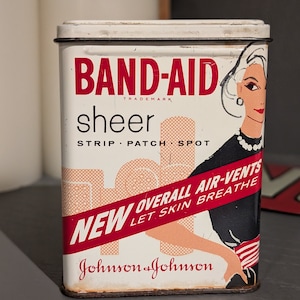 BAND-AID
TRADEMARK
sheer
STRIP · PATCH · SPOT
NEW OVERALL AIR-VENTS
LET SKIN BREATHE
Johnson & Johnson